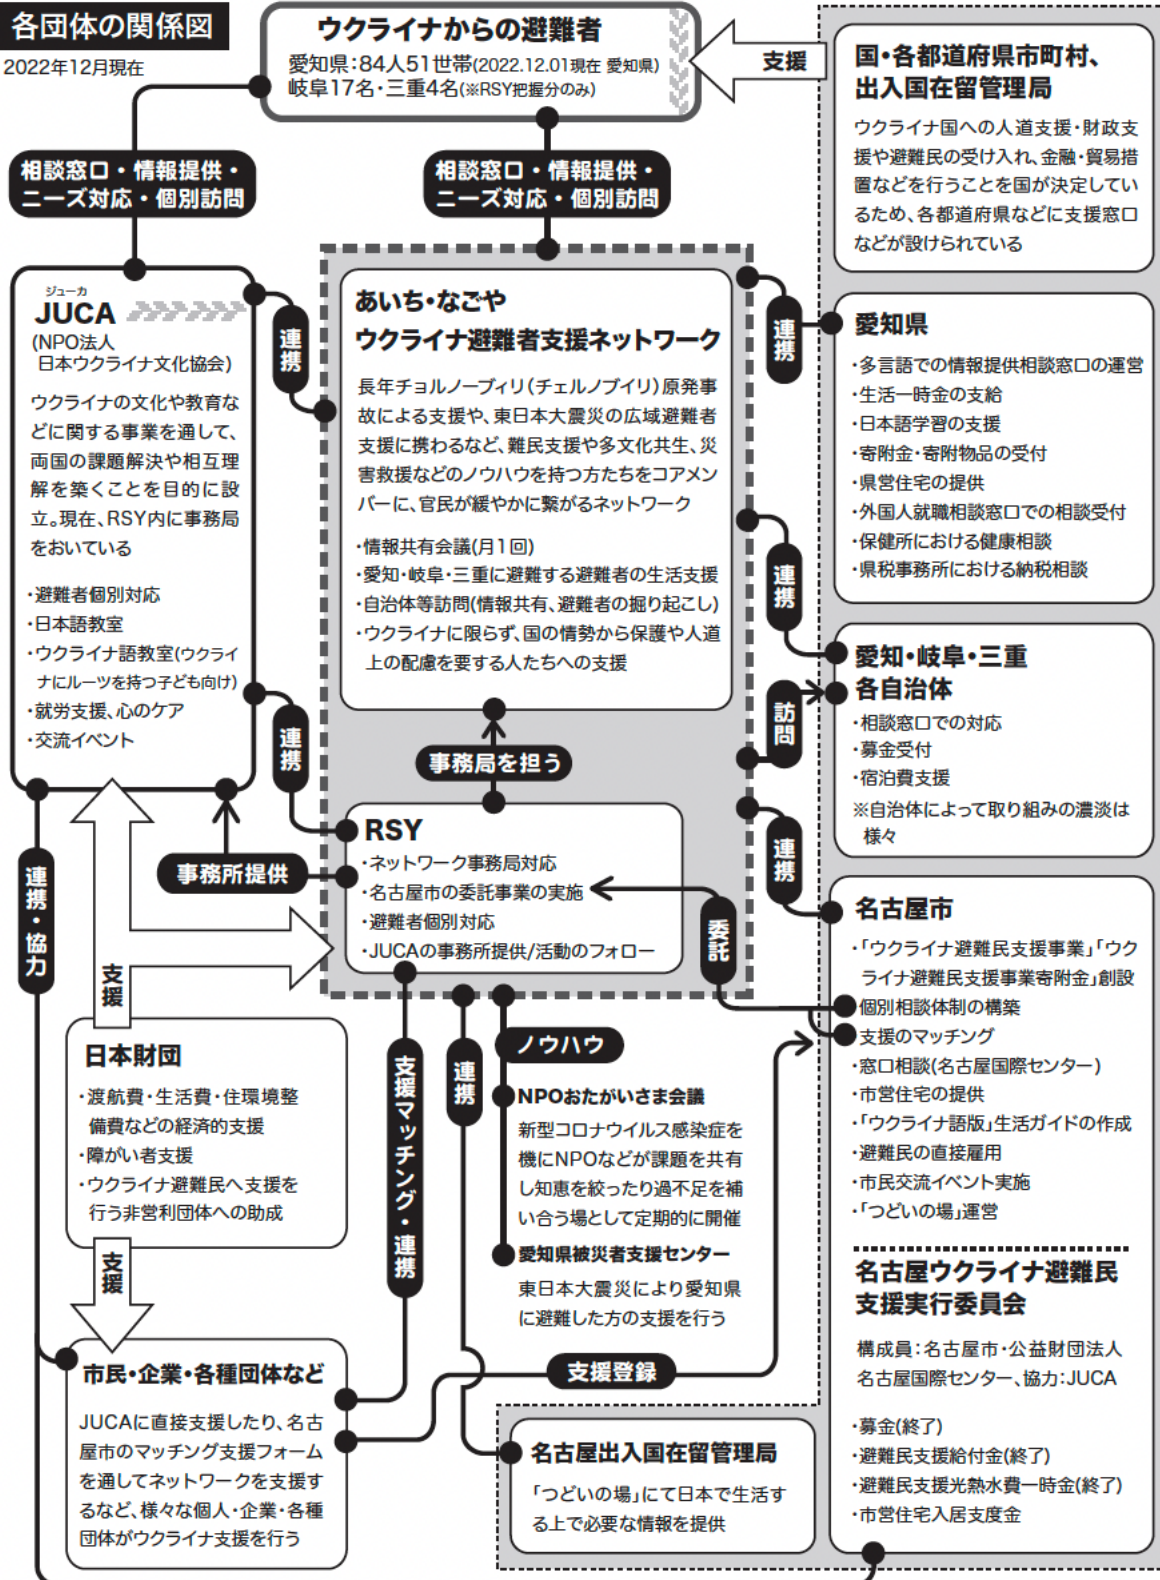 各団体の関係図
2022年12月現在
ウクライナからの避難者
愛知県：84人51世帯(2022.12.01現在 愛知県)
岐阜17名・三重4名(※RSY把握分のみ)
支援
相談窓口・情報提供・
ニーズ対応・個別訪問
相談窓口・情報提供・
ニーズ対応・個別訪問
ジューカ
JUCA
(NPO法人
日本ウクライナ文化協会)
ウクライナの文化や教育な
どに関する事業を通して、
両国の課題解決や相互理
解を築くことを目的に設
立。現在、RSY内に事務局
をおいている
・避難者個別対応
・日本語教室
・ウクライナ語教室(ウクライ
ナにルーツを持つ子ども向け)
・就労支援、心のケア
・交流イベント
連携
連携
あいち・なごや
ウクライナ避難者支援ネットワーク
長年チョルノービィリ（チェルノブイリ）原発事
故による支援や、東日本大震災の広域避難者
支援に携わるなど、難民支援や多文化共生、災
害救援などのノウハウを持つ方たちをコアメン
バーに、官民が緩やかに繋がるネットワーク
・情報共有会議(月1回)
・愛知・岐阜・三重に避難する避難者の生活支援
・自治体等訪問(情報共有、避難者の掘り起こし)
・ウクライナに限らず、国の情勢から保護や人道
上の配慮を要する人たちへの支援
事務局を担う
RSY
・ネットワーク事務局対応
・名古屋市の委託事業の実施
・避難者個別対応
・JUCAの事務所提供/活動のフォロー
事務所提供
連携・協力
支援
日本財団
・渡航費・生活費・住環境整
備費などの経済的支援
・障がい者支援
・ウクライナ避難民へ支援を
行う非営利団体への助成
支援
市民・企業・各種団体など
JUCAに直接支援したり、名古
屋市のマッチング支援フォーム
を通してネットワークを支援す
るなど、様々な個人・企業・各種
団体がウクライナ支援を行う
支援マッチング・連携
連携
ノウハウ
NPOおたがいさま会議
新型コロナウイルス感染症を
機にNPOなどが課題を共有
し知恵を絞ったり過不足を補
い合う場として定期的に開催
愛知県被災者支援センター
東日本大震災により愛知県
に避難した方の支援を行う
支援登録
名古屋出入国在留管理局
「つどいの場」にて日本で生活す
る上で必要な情報を提供
連携
連携
訪問
連携
委託
国・各都道府県市町村、
出入国在留管理局
ウクライナ国への人道支援・財政支
援や避難民の受け入れ、金融・貿易措
置などを行うことを国が決定してい
るため、各都道府県などに支援窓口
などが設けられている
愛知県
・多言語での情報提供相談窓口の運営
・生活一時金の支給
・日本語学習の支援
・寄附金・寄附物品の受付
・県営住宅の提供
・外国人就職相談窓口での相談受付
・保健所における健康相談
・県税事務所における納税相談
愛知・岐阜・三重
各自治体
・相談窓口での対応
・募金受付
・宿泊費支援
※自治体によって取り組みの濃淡は
様々
名古屋市
・「ウクライナ避難民支援事業」「ウク
ライナ避難民支援事業寄附金」創設
個別相談体制の構築
支援のマッチング
・窓口相談(名古屋国際センター)
・市営住宅の提供
・「ウクライナ語版」生活ガイドの作成
・避難民の直接雇用
・市民交流イベント実施
・「つどいの場」運営
名古屋ウクライナ避難民
支援実行委員会
構成員：名古屋市・公益財団法人
名古屋国際センター、協力：JUCA
・募金(終了)
・避難民支援給付金(終了)
・避難民支援光熱水費一時金(終了)
・市営住宅入居支度金